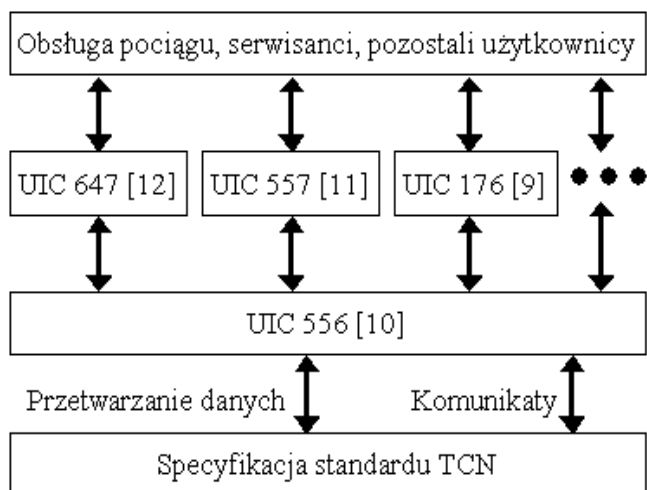 Obsługa pociągu, serwisanci, pozostali użytkownicy
UIC 647 [12] UIC 557 [11] UIC 176 [9]
UIC 556 [10]
Przetwarzanie danych Komunikaty
Specyfikacja standardu TCN